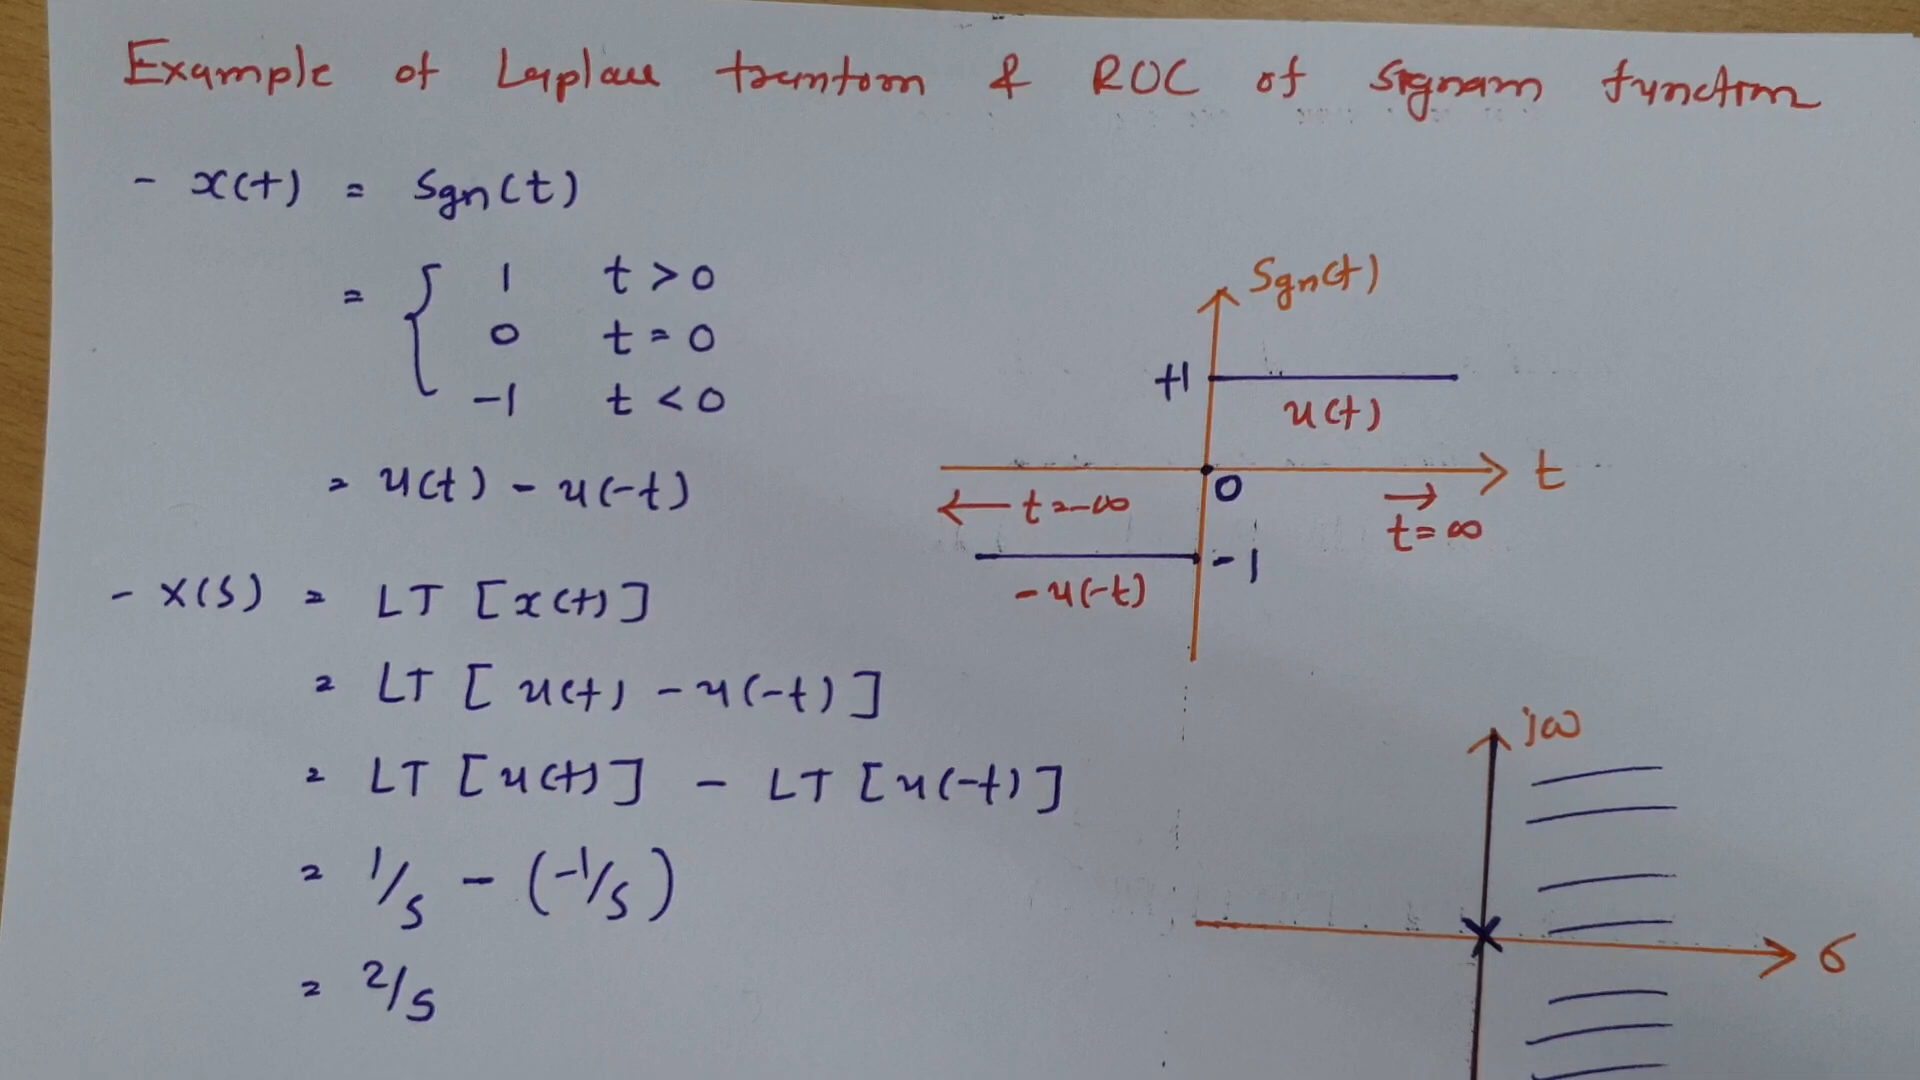 Example of Laplace transform & ROC of signam function
- x(t) = Sgn(t)
= { 1 t > 0
0 t = 0
-1 t < 0
= u(t) - u(-t)
- X(S) = LT [x(t)]
= LT [u(t) - u(-t)]
= LT [u(t)] - LT [u(-t)]
= 1/s - (-1/s)
= 2/s
Sgn(t)
+1
u(t)
0
t
← t=-∞
→
t=∞
-1
-u(-t)
jω
σ